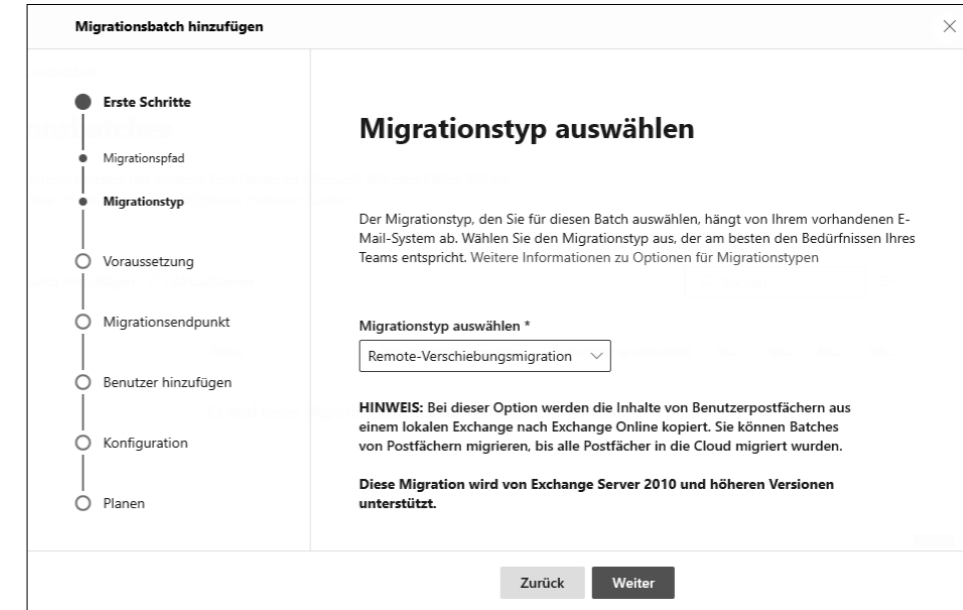 Migrationsbatch hinzufügen
Erste Schritte
Migrationspfad
Migrationstyp
Voraussetzung
Migrationsendpunkt
Benutzer hinzufügen
Konfiguration
Planen
Migrationstyp auswählen
Der Migrationstyp, den Sie für diesen Batch auswählen, hängt von Ihrem vorhandenen E-
Mail-System ab. Wählen Sie den Migrationstyp aus, der am besten den Bedürfnissen Ihres
Teams entspricht. Weitere Informationen zu Optionen für Migrationstypen
Migrationstyp auswählen *
Remote-Verschiebungsmigration
HINWEIS: Bei dieser Option werden die Inhalte von Benutzerpostfächern aus
einem lokalen Exchange nach Exchange Online kopiert. Sie können Batches
von Postfächern migrieren, bis alle Postfächer in die Cloud migriert wurden.
Diese Migration wird von Exchange Server 2010 und höheren Versionen
unterstützt.
Zurück
Weiter